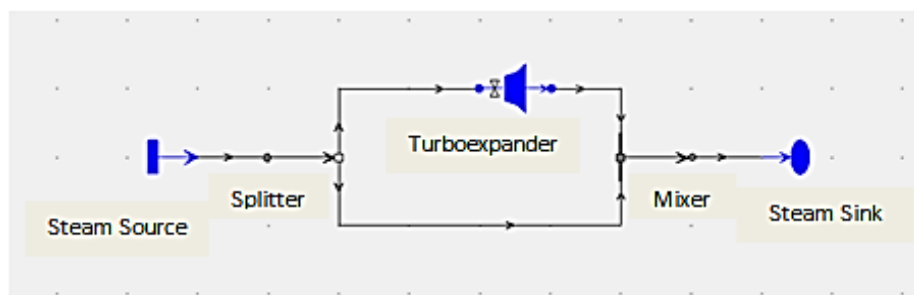 Turboexpander
Splitter
Mixer
Steam Source
Steam Sink